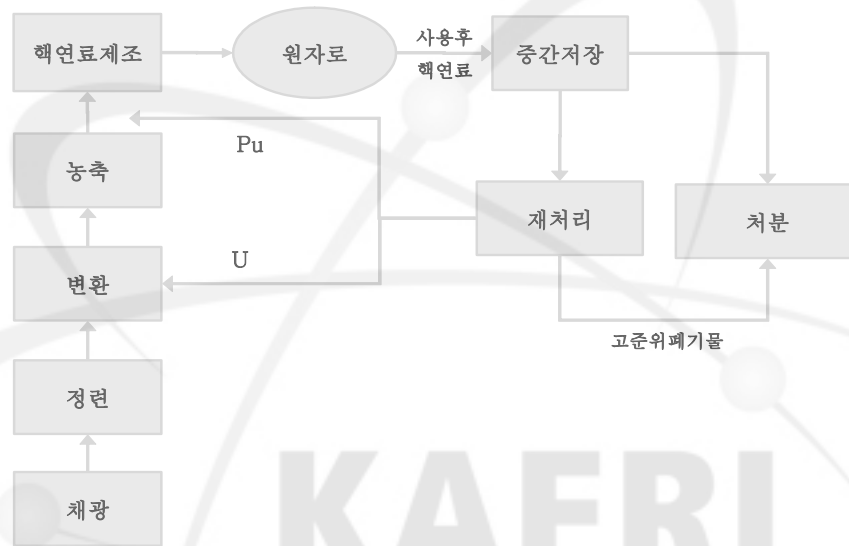 핵연료제조
원자로
사용후
핵연료
중간저장
Pu
농축
재처리
처분
U
변환
고준위폐기물
정련
채광
KAERI